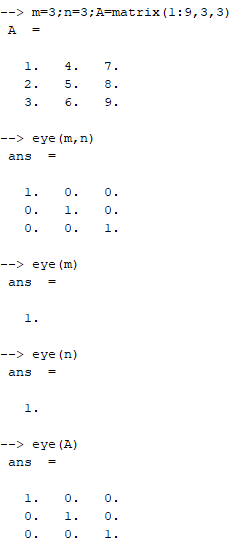 --> m=3;n=3;A=matrix(1:9,3,3)
A  =
1. 4. 7.
2. 5. 8.
3. 6. 9.
--> eye(m,n)
ans  =
1. 0. 0.
0. 1. 0.
0. 0. 1.
--> eye(m)
ans  =
1.
--> eye(n)
ans  =
1.
--> eye(A)
ans  =
1. 0. 0.
0. 1. 0.
0. 0. 1.